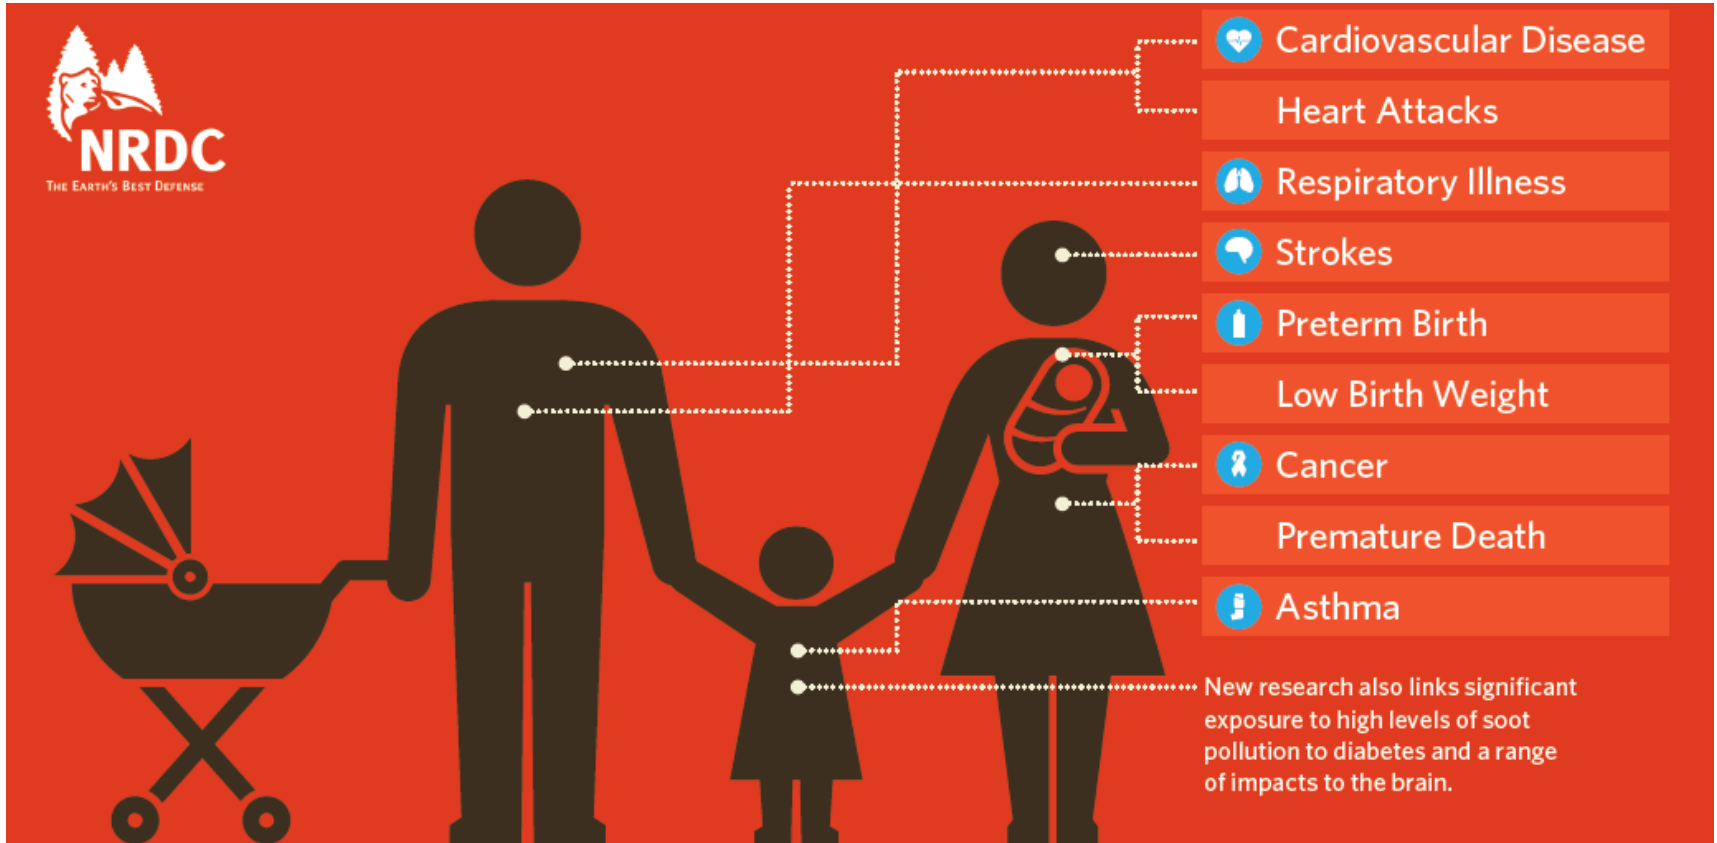 NRDC
THE EARTH'S BEST DEFENSE
Cardiovascular Disease
Heart Attacks
Respiratory Illness
Strokes
Preterm Birth
Low Birth Weight
Cancer
Premature Death
Asthma
New research also links significant
exposure to high levels of soot
pollution to diabetes and a range
of impacts to the brain.